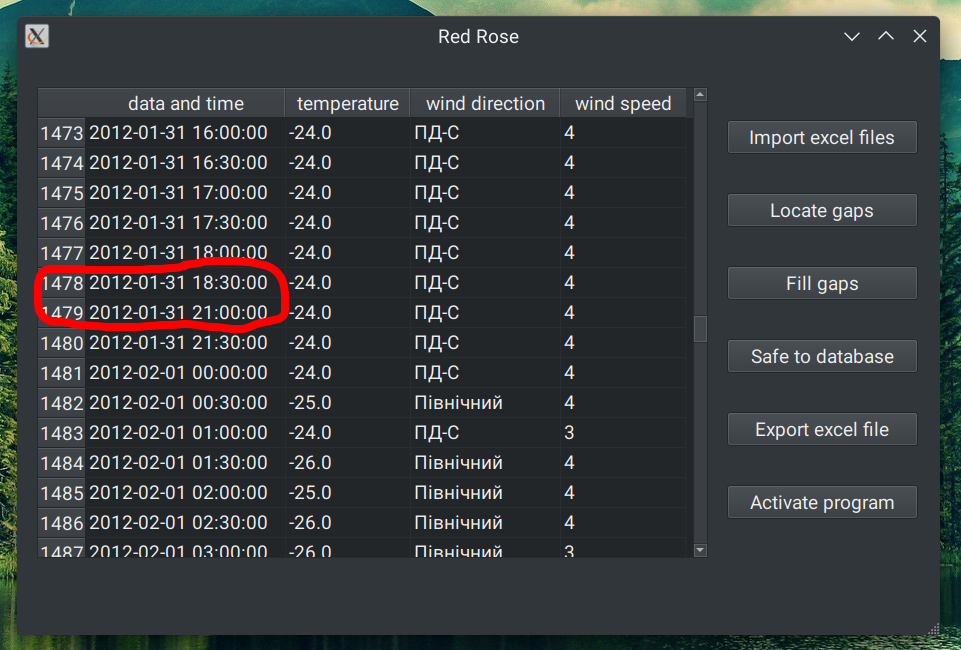 Red Rose
data and time temperature wind direction wind speed
1473 2012-01-31 16:00:00 -24.0 ПД-С 4
1474 2012-01-31 16:30:00 -24.0 ПД-С 4
1475 2012-01-31 17:00:00 -24.0 ПД-С 4
1476 2012-01-31 17:30:00 -24.0 ПД-С 4
1477 2012-01-31 18:00:00 -24.0 ПД-С 4
1478 2012-01-31 18:30:00 -24.0 ПД-С 4
1479 2012-01-31 21:00:00 -24.0 ПД-С 4
1480 2012-01-31 21:30:00 -24.0 ПД-С 4
1481 2012-02-01 00:00:00 -24.0 ПД-С 4
1482 2012-02-01 00:30:00 -25.0 Північний 4
1483 2012-02-01 01:00:00 -24.0 ПД-С 3
1484 2012-02-01 01:30:00 -26.0 Північний 4
1485 2012-02-01 02:00:00 -25.0 Північний 4
1486 2012-02-01 02:30:00 -26.0 Північний 4
1487 2012-02-01 03:00:00 -26.0 Північний 3
Import excel files
Locate gaps
Fill gaps
Safe to database
Export excel file
Activate program